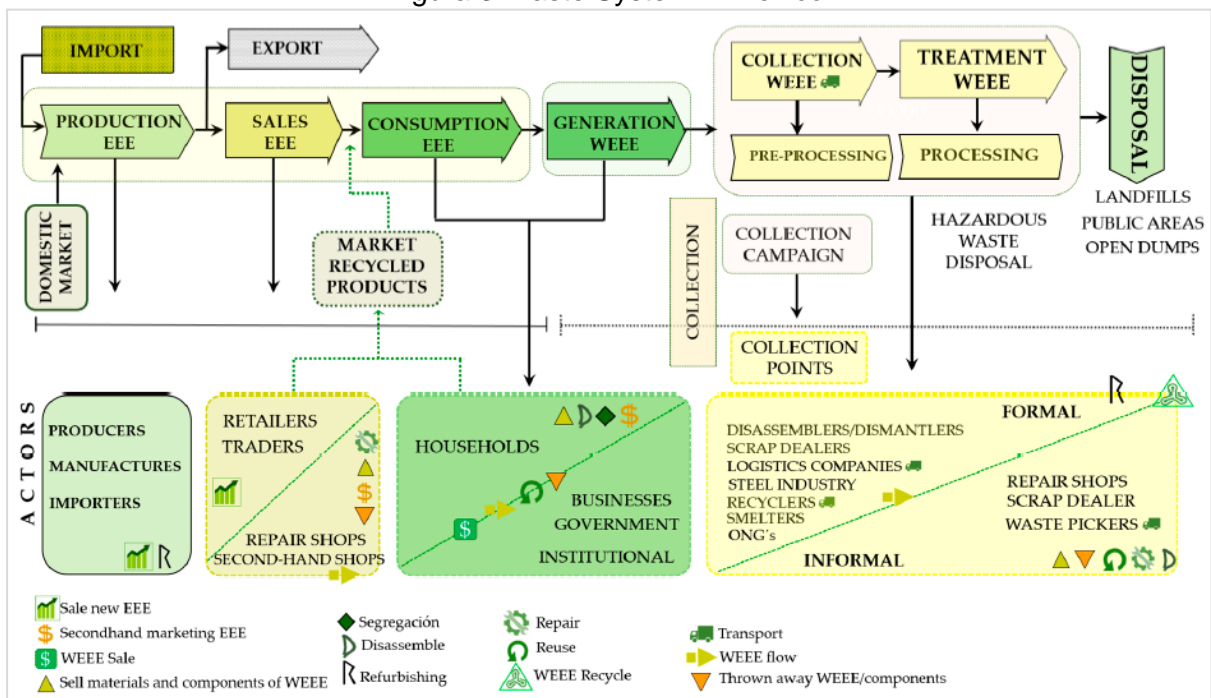 IMPORT
EXPORT
PRODUCTION
EEE
SALES
EEE
CONSUMPTION
EEE
GENERATION
WEEE
COLLECTION
WEEE
TREATMENT
WEEE
PRE-PROCESSING
PROCESSING
DISPOSAL
LANDFILLS
PUBLIC AREAS
OPEN DUMPS
DOMESTIC
MARKET
MARKET
RECYCLED
PRODUCTS
COLLECTION
COLLECTION
CAMPAIGN
HAZARDOUS
WASTE
DISPOSAL
COLLECTION
POINTS
ACTORS
PRODUCERS
MANUFACTURES
IMPORTERS
RETAILERS
TRADERS
REPAIR SHOPS
SECOND-HAND SHOPS
HOUSEHOLDS
BUSINESSES
GOVERNMENT
INSTITUTIONAL
FORMAL
DISASSEMBLERS/DISMANTLERS
SCRAP DEALERS
LOGISTICS COMPANIES
STEEL INDUSTRY
RECYCLERS
SMELTERS
ONG´s
INFORMAL
REPAIR SHOPS
SCRAP DEALER
WASTE PICKERS
Sale new EEE
$ Secondhand marketing EEE
$ WEEE Sale
Sell materials and components of WEEE
Segregación
Disassemble
Refurbishing
Repair
Reuse
WEEE Recycle
Transport
WEEE flow
Thrown away WEEE/components